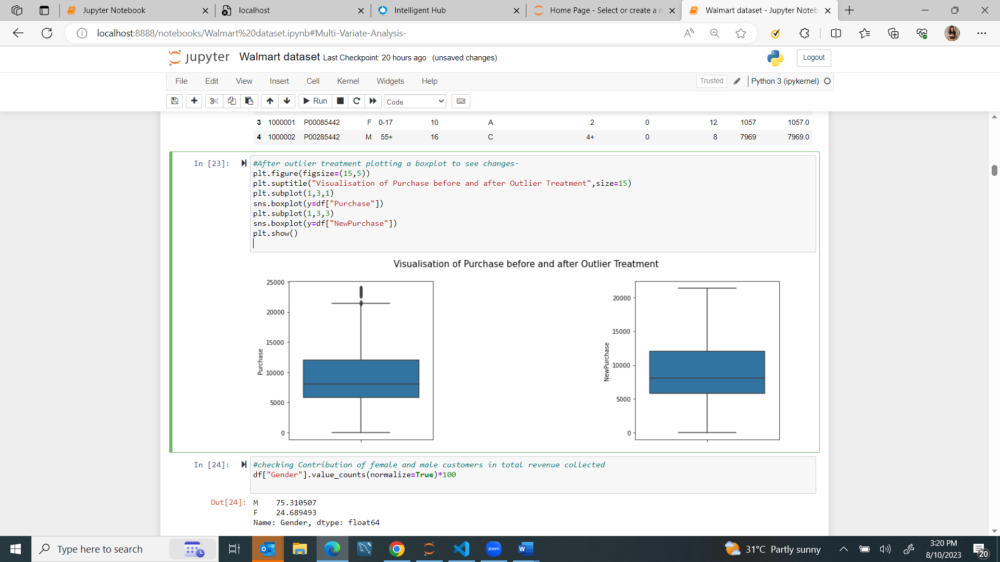 Jupyter Notebook
localhost
Intelligent Hub
Home Page - Select or create a n
Walmart dataset - Jupyter Noteb
localhost:8888/notebooks/Walmart%20dataset.ipynb#Multi-Variate-Analysis-
jupyter Walmart dataset Last Checkpoint: 20 hours ago (unsaved changes)
Logout
File Edit View Insert Cell Kernel Widgets Help
Trusted
Python 3 (ipykernel)
Run
Code
3 1000001 P00085442 F 0-17 10 A 2 0 12 1057 1057.0
4 1000002 P00285442 M 55+ 16 C 4+ 0 8 7969 7969.0
In [23]:
#After outlier treatment plotting a boxplot to see changes-
plt.figure(figsize=(15,5))
plt.suptitle("Visualisation of Purchase before and after Outlier Treatment",size=15)
plt.subplot(1,3,1)
sns.boxplot(y=df["Purchase"])
plt.subplot(1,3,3)
sns.boxplot(y=df["NewPurchase"])
plt.show()
Visualisation of Purchase before and after Outlier Treatment
25000
20000
15000
10000
5000
0
Purchase
20000
15000
10000
5000
0
NewPurchase
In [24]:
#checking Contribution of female and male customers in total revenue collected
df["Gender"].value_counts(normalize=True)*100
Out[24]:
M 75.310507
F 24.689493
Name: Gender, dtype: float64
Type here to search
zoom
31°C Partly sunny
3:20 PM
8/10/2023
20